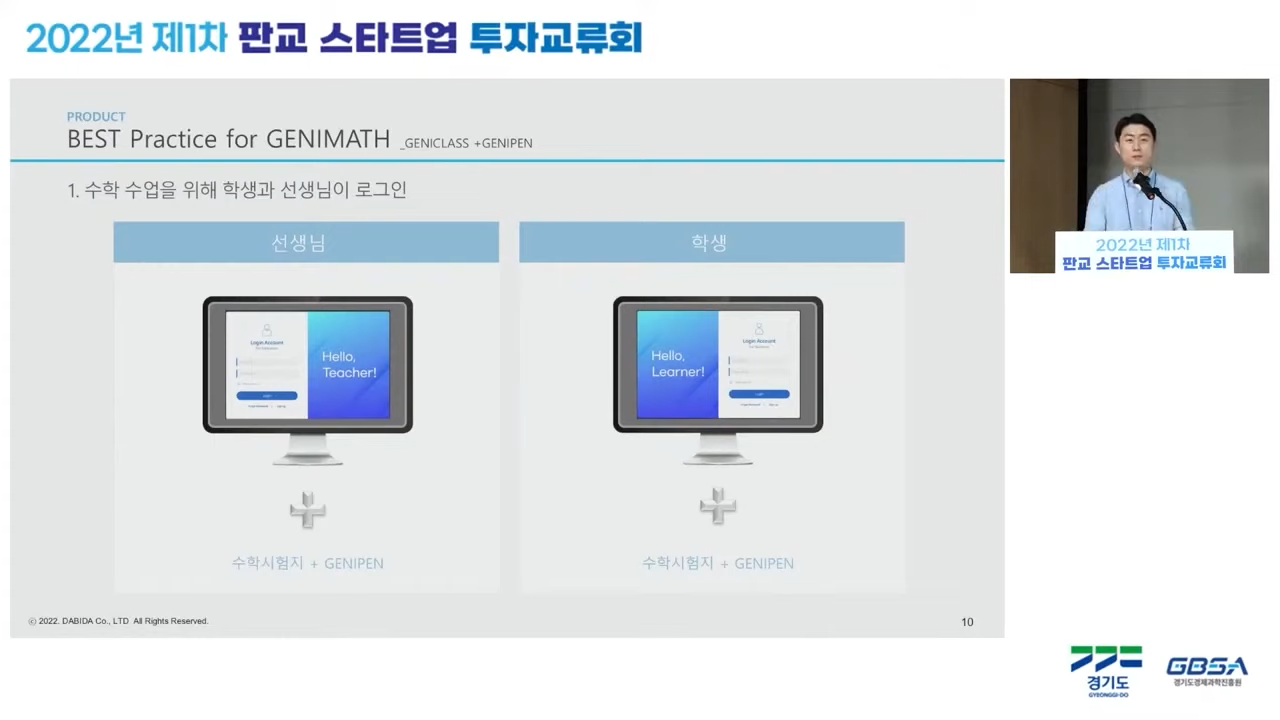 2022년 제1차 판교 스타트업 투자교류회
PRODUCT
BEST Practice for GENIMATH _GENICLASS +GENIPEN
1. 수학 수업을 위해 학생과 선생님이 로그인
선생님
학생
Login Account
Hello,
Teacher!
Hello,
Learner!
Login Account
수학시험지 + GENIPEN
수학시험지 + GENIPEN
ⓒ 2022. DABIDA Co., LTD All Rights Reserved.
10
2022년 제1차
판교 스타트업 투자교류회
경기도
GYEONGGI-DO
GBSA
경기도경제과학진흥원